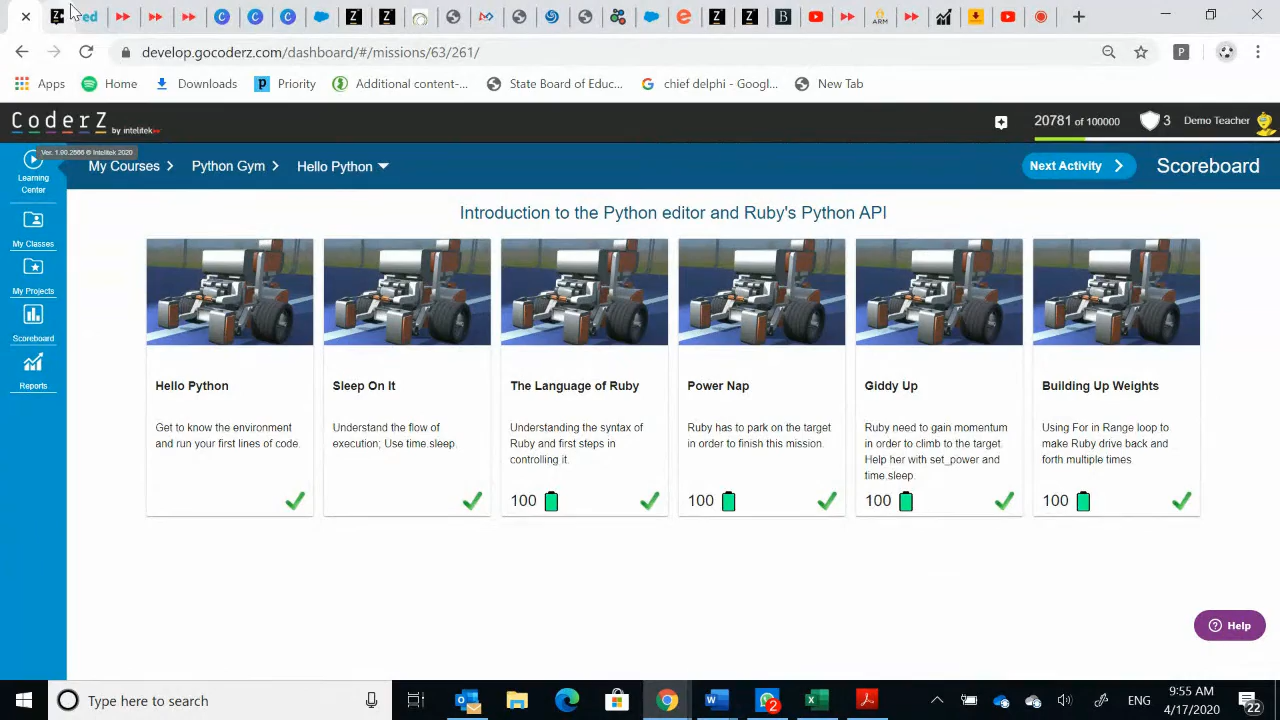 ed
develop.gocoderz.com/dashboard/#/missions/63/261/
P
Apps
Home
Downloads
Priority
Additional content-...
State Board of Educ...
chief delphi - Googl...
New Tab
CoderZ by intelitek
20781 of 100000
3
Demo Teacher
Ver. 1.90.2566 © Intelitek 2020
My Courses
Python Gym
Hello Python
Next Activity
Scoreboard
Learning
Center
My Classes
My Projects
Scoreboard
Reports
Introduction to the Python editor and Ruby's Python API
Hello Python
Get to know the environment
and run your first lines of code.
Sleep On It
Understand the flow of
execution; Use time.sleep.
The Language of Ruby
Understanding the syntax of
Ruby and first steps in
controlling it.
100
Power Nap
Ruby has to park on the target
in order to finish this mission.
100
Giddy Up
Ruby need to gain momentum
in order to climb to the target.
Help her with set_power and
time.sleep.
100
Building Up Weights
Using For in Range loop to
make Ruby drive back and
forth multiple times
100
Help
Type here to search
2
ENG
9:55 AM
4/17/2020
22